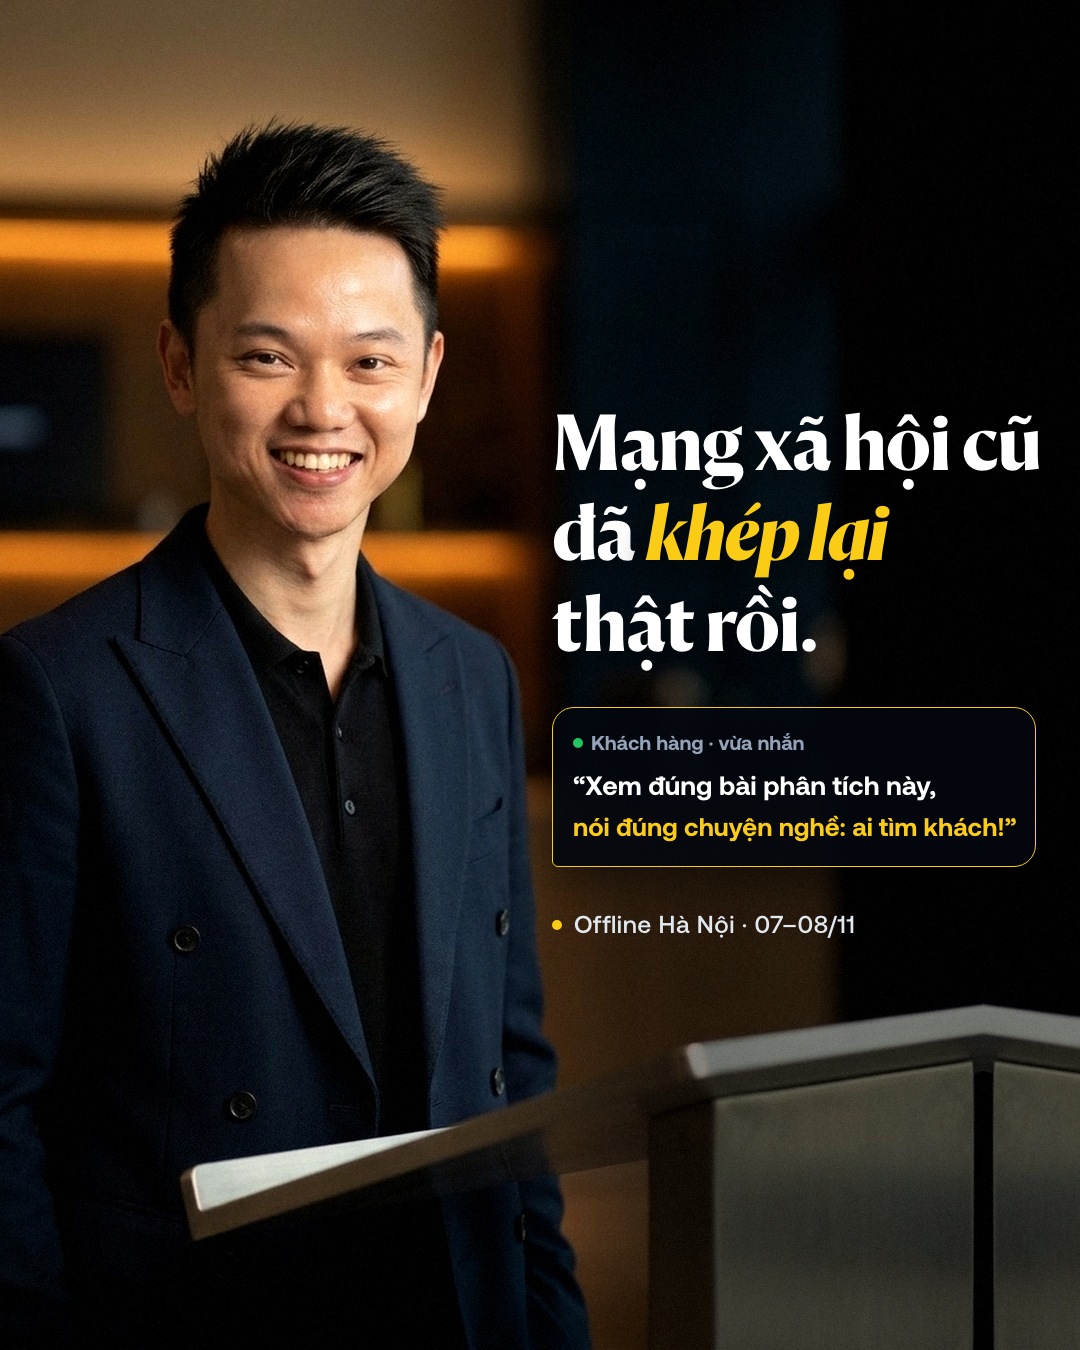 Mạng xã hội cũ
đã khép lại
thật rồi.
Khách hàng · vừa nhắn
“Xem đúng bài phân tích này,
nói đúng chuyện nghề: ai tìm khách!”
Offline Hà Nội · 07–08/11